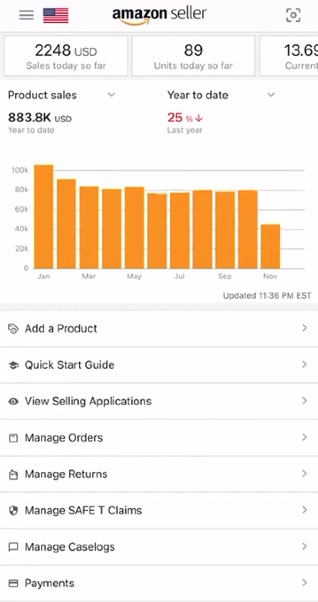 amazon seller
2248 USD
Sales today so far
89
Units today so far
13.69
Current
Product sales
Year to date
883.8K USD
Year to date
25 % ↓
Last year
100k
80k
60k
40k
20k
0
Jan
Mar
May
Jul
Sep
Nov
Updated 11:36 PM EST
Add a Product
Quick Start Guide
View Selling Applications
Manage Orders
Manage Returns
Manage SAFE T Claims
Manage Caselogs
Payments